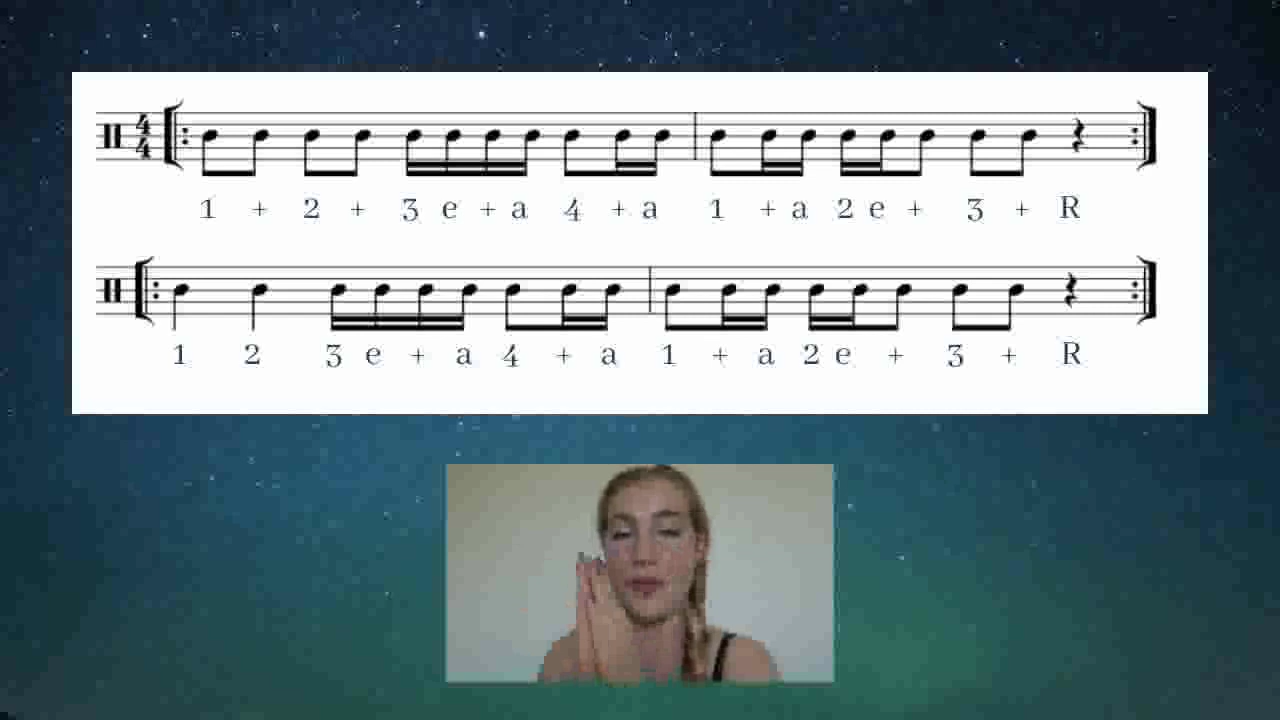 4 4
1 + 2 + 3 e + a 4 + a 1 + a 2 e + 3 + R
1 2 3 e + a 4 + a 1 + a 2 e + 3 + R